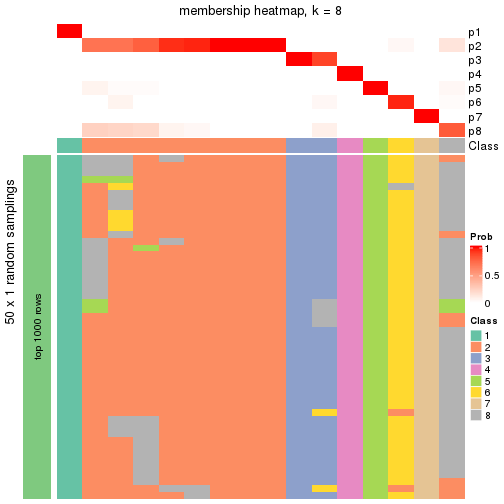 membership heatmap, k = 8
p1
p2
p3
p4
p5
p6
p7
p8
Class
50 x 1 random samplings
top 1000 rows
Prob
1
0.5
0
Class
1
2
3
4
5
6
7
8